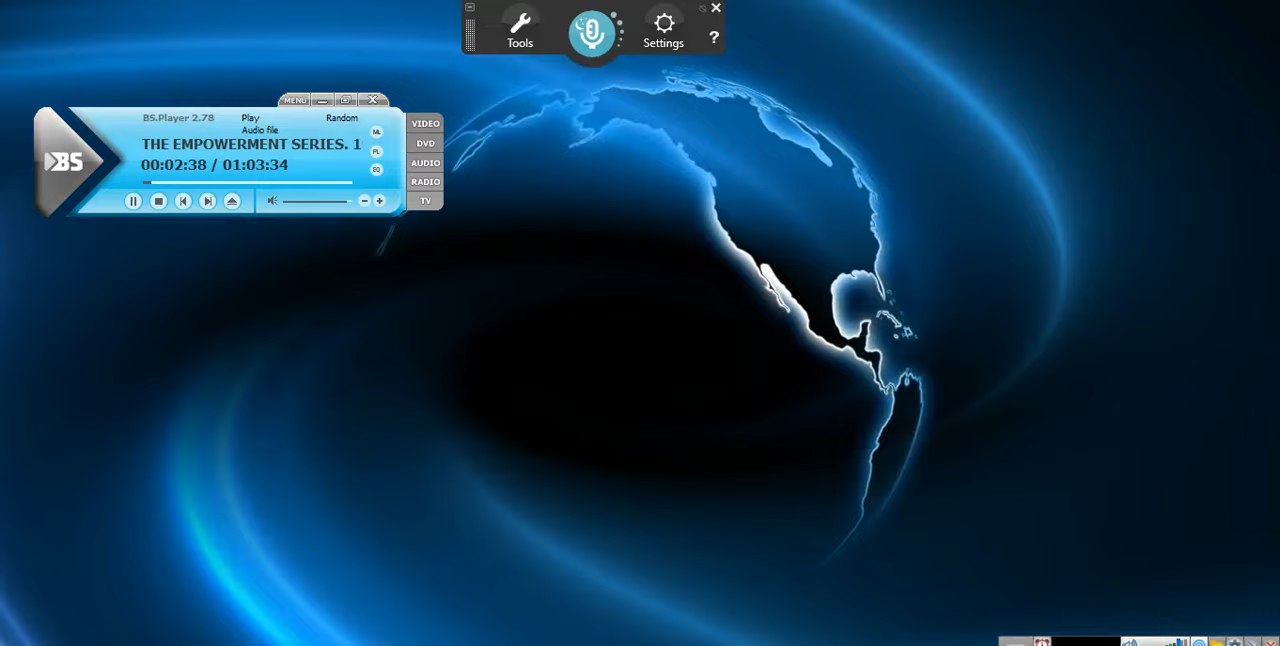 Tools
Settings
?
MENU
BS.Player 2.78 Play Random
Audio file
ML
THE EMPOWERMENT SERIES. 1
PL
00:02:38 / 01:03:34
EQ
BS
VIDEO
DVD
AUDIO
RADIO
TV